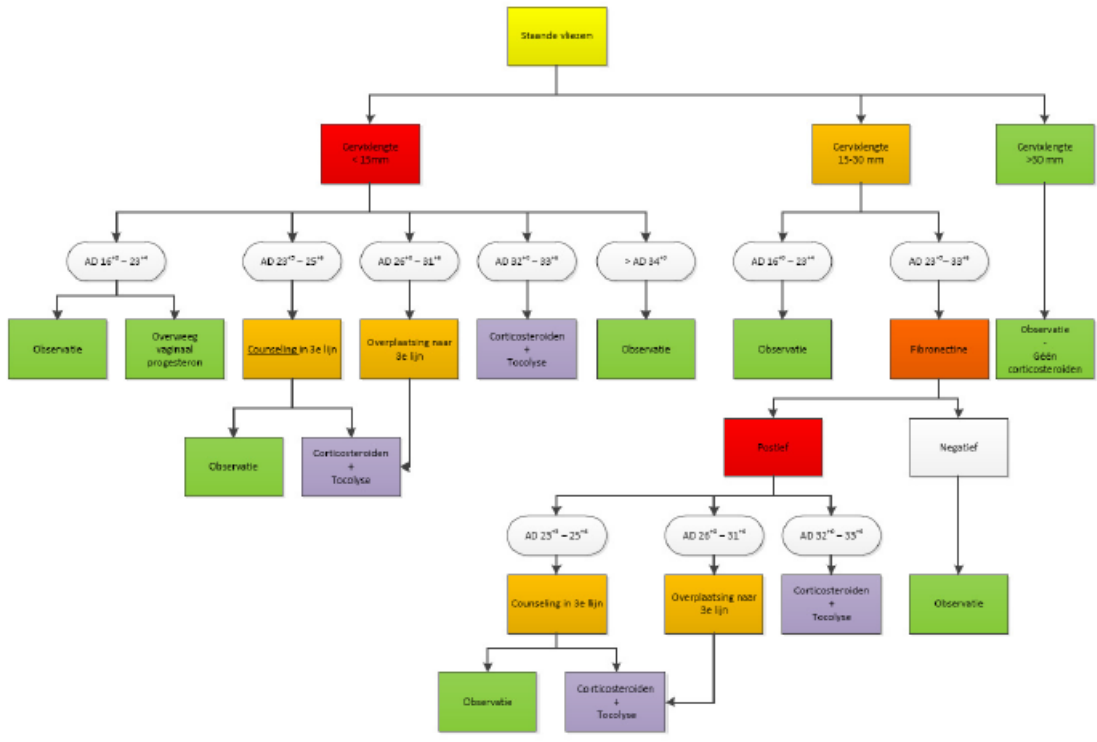 Staande vliezen
Cervixlengte
< 15mm
Cervixlengte
15-30 mm
Cervixlengte
>30 mm
AD 16+0 – 23+4
AD 23+5 – 25+6
AD 26+0 – 31+6
AD 32+0 – 33+6
> AD 34+0
AD 16+0 – 23+4
AD 23+5 – 33+6
Observatie
Overweeg
vaginaal
progesteron
Counseling in 3e lijn
Overplaatsing naar
3e lijn
Corticosteroiden
+
Tocolyse
Observatie
Observatie
Fibronectine
Observatie
-
Géén
corticosteroiden
Observatie
Corticosteroiden
+
Tocolyse
Postief
Negatief
AD 23+5 – 25+6
AD 26+0 – 31+6
AD 32+0 – 33+6
Counseling in 3e lijn
Overplaatsing naar
3e lijn
Corticosteroiden
+
Tocolyse
Observatie
Observatie
Corticosteroiden
+
Tocolyse